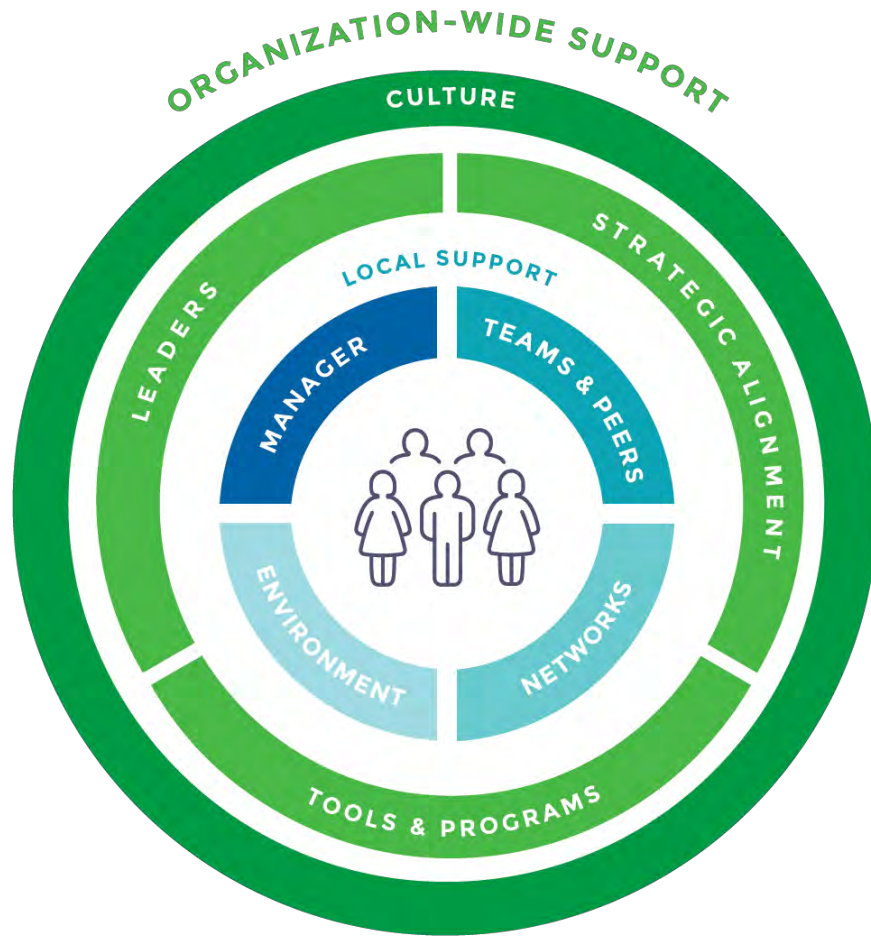 ORGANIZATION-WIDE SUPPORT
CULTURE
LEADERS
STRATEGIC ALIGNMENT
LOCAL SUPPORT
MANAGER
TEAMS & PEERS
ENVIRONMENT
NETWORKS
TOOLS & PROGRAMS